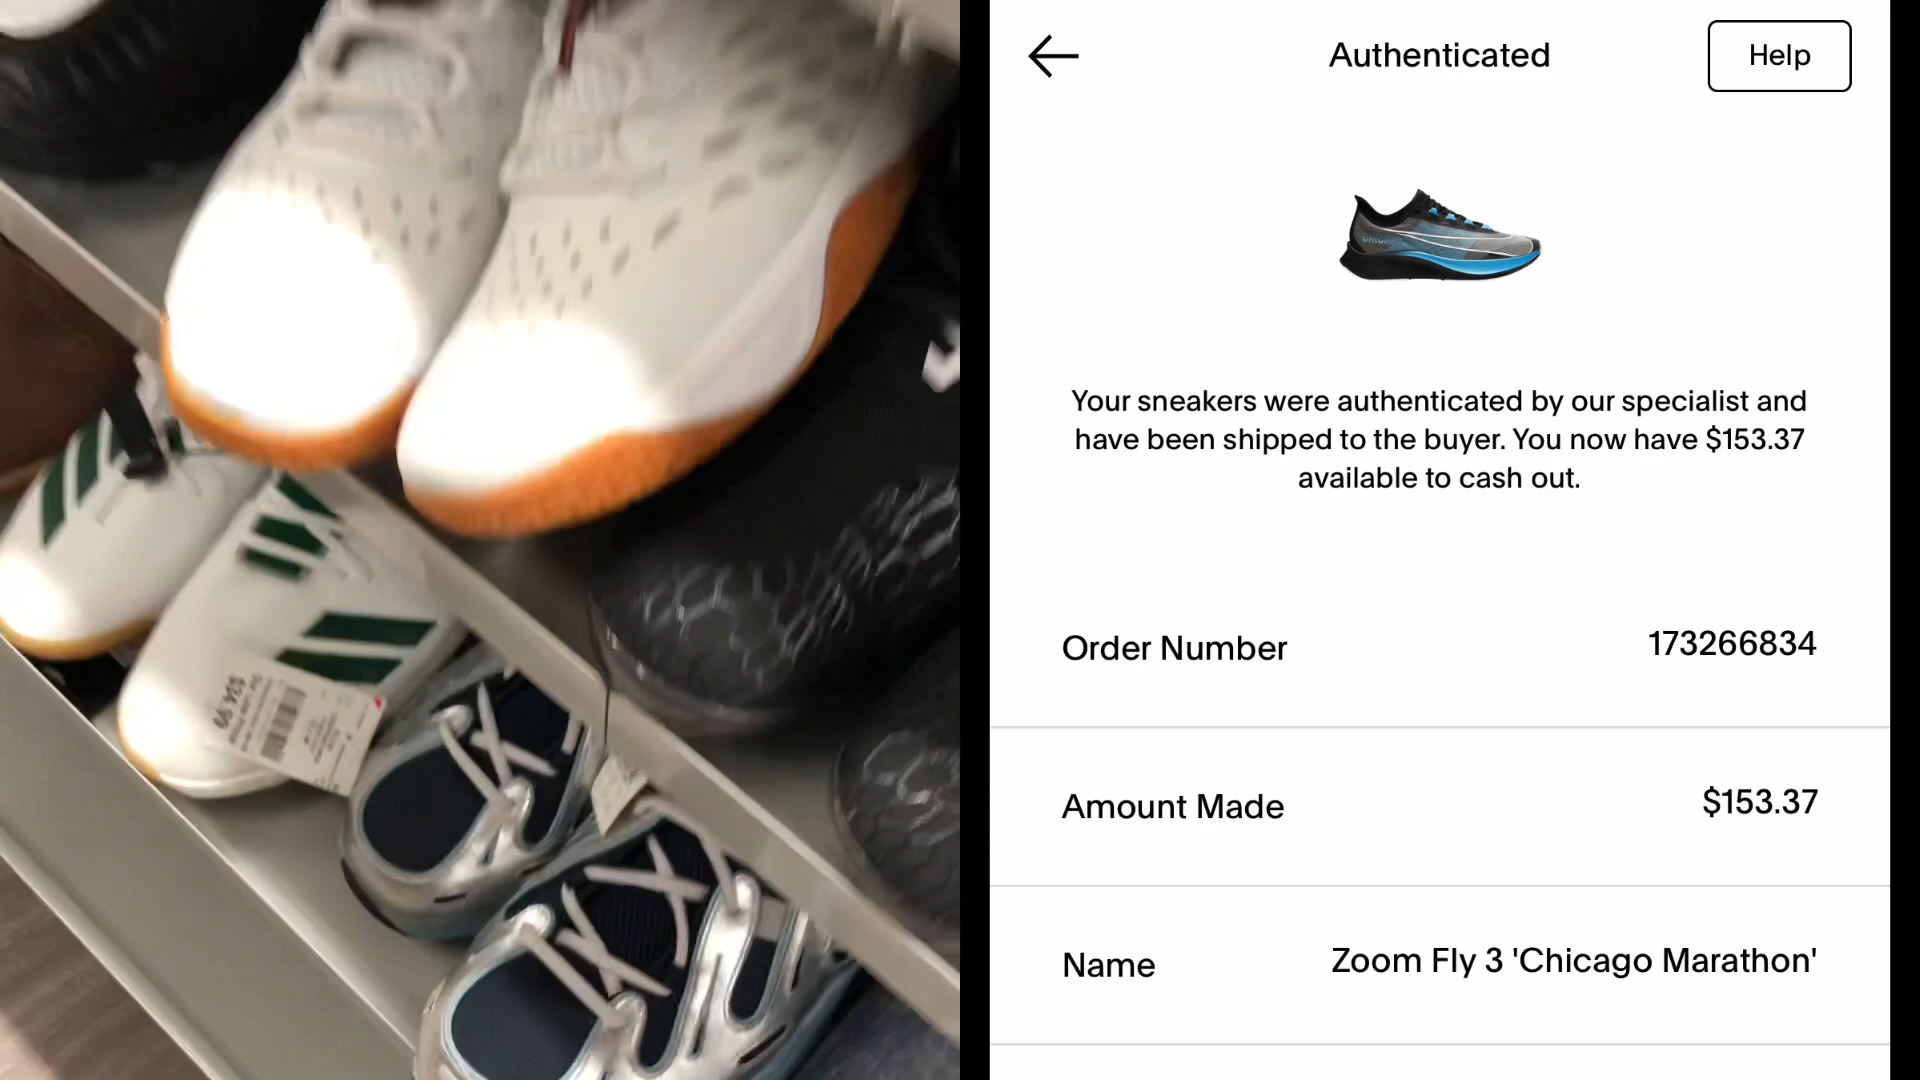 Authenticated
Help
Your sneakers were authenticated by our specialist and
have been shipped to the buyer. You now have $153.37
available to cash out.
Order Number
173266834
Amount Made
$153.37
Name
Zoom Fly 3 'Chicago Marathon'